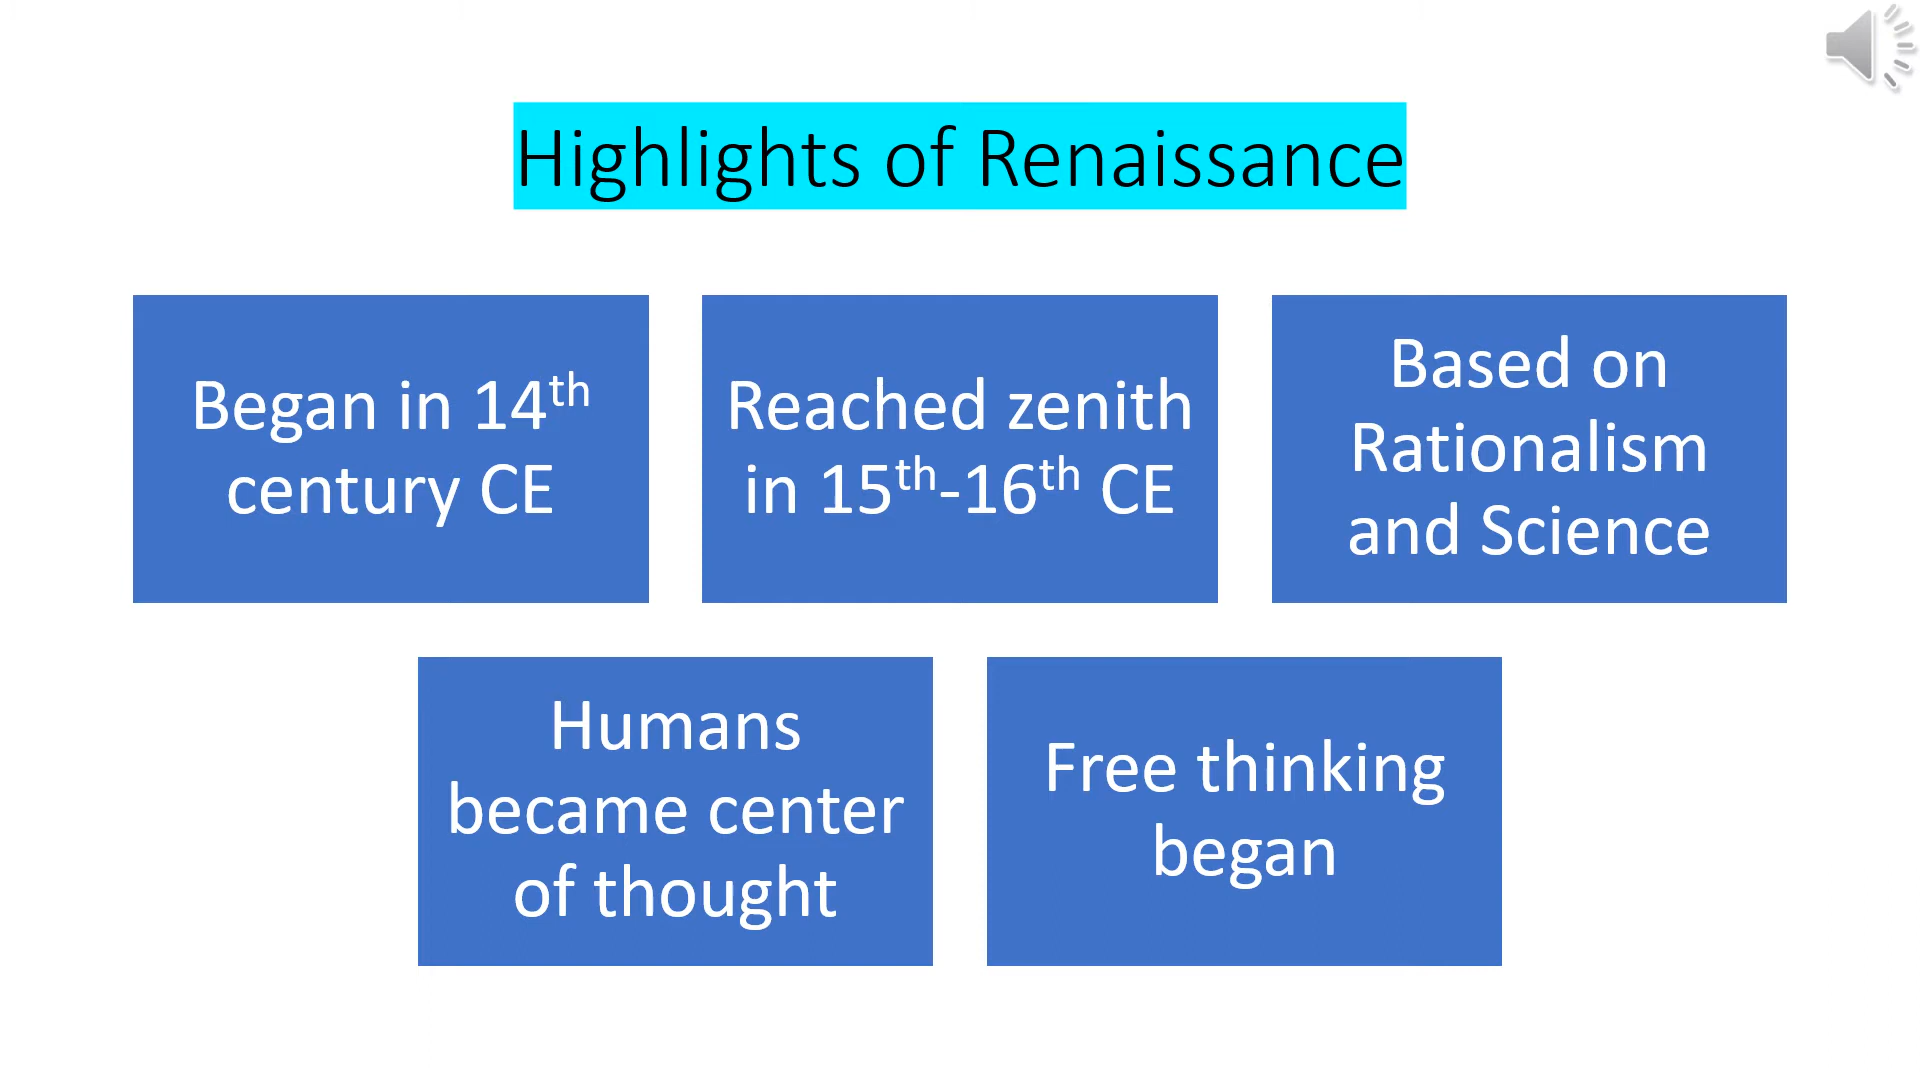 Highlights of Renaissance
Began in 14th
century CE
Reached zenith
in 15th-16th CE
Based on
Rationalism
and Science
Humans
became center
of thought
Free thinking
began